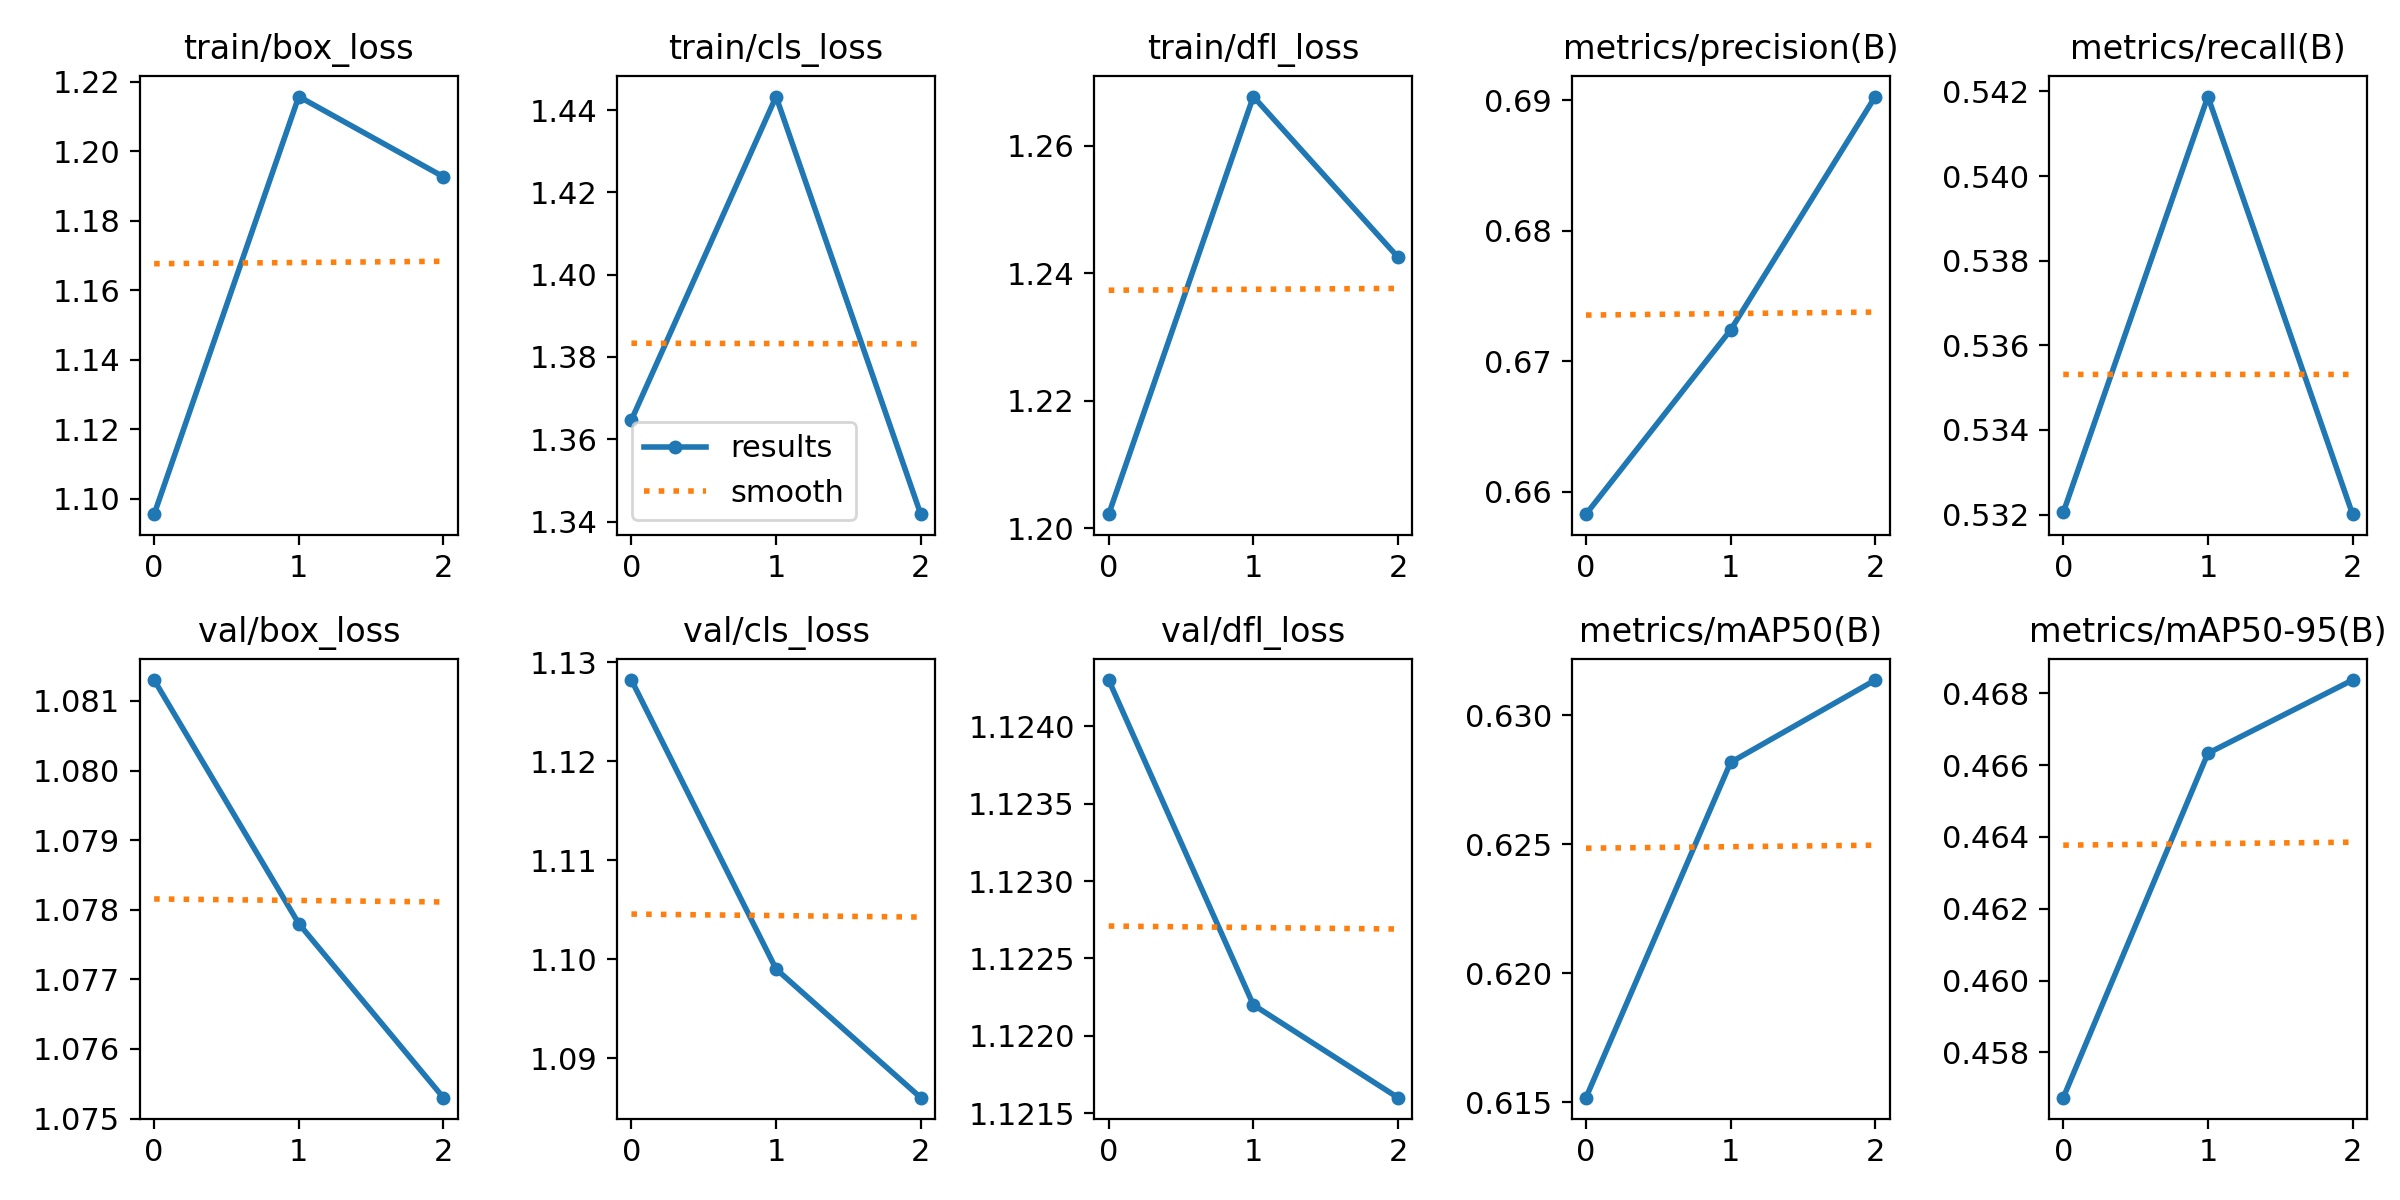 train/box_loss
1.22
1.20
1.18
1.16
1.14
1.12
1.10
0 1 2
train/cls_loss
1.44
1.42
1.40
1.38
1.36
1.34
results
smooth
0 1 2
train/dfl_loss
1.26
1.24
1.22
1.20
0 1 2
metrics/precision(B)
0.69
0.68
0.67
0.66
0 1 2
metrics/recall(B)
0.542
0.540
0.538
0.536
0.534
0.532
0 1 2
val/box_loss
1.081
1.080
1.079
1.078
1.077
1.076
1.075
0 1 2
val/cls_loss
1.13
1.12
1.11
1.10
1.09
0 1 2
val/dfl_loss
1.1240
1.1235
1.1230
1.1225
1.1220
1.1215
0 1 2
metrics/mAP50(B)
0.630
0.625
0.620
0.615
0 1 2
metrics/mAP50-95(B)
0.468
0.466
0.464
0.462
0.460
0.458
0 1 2